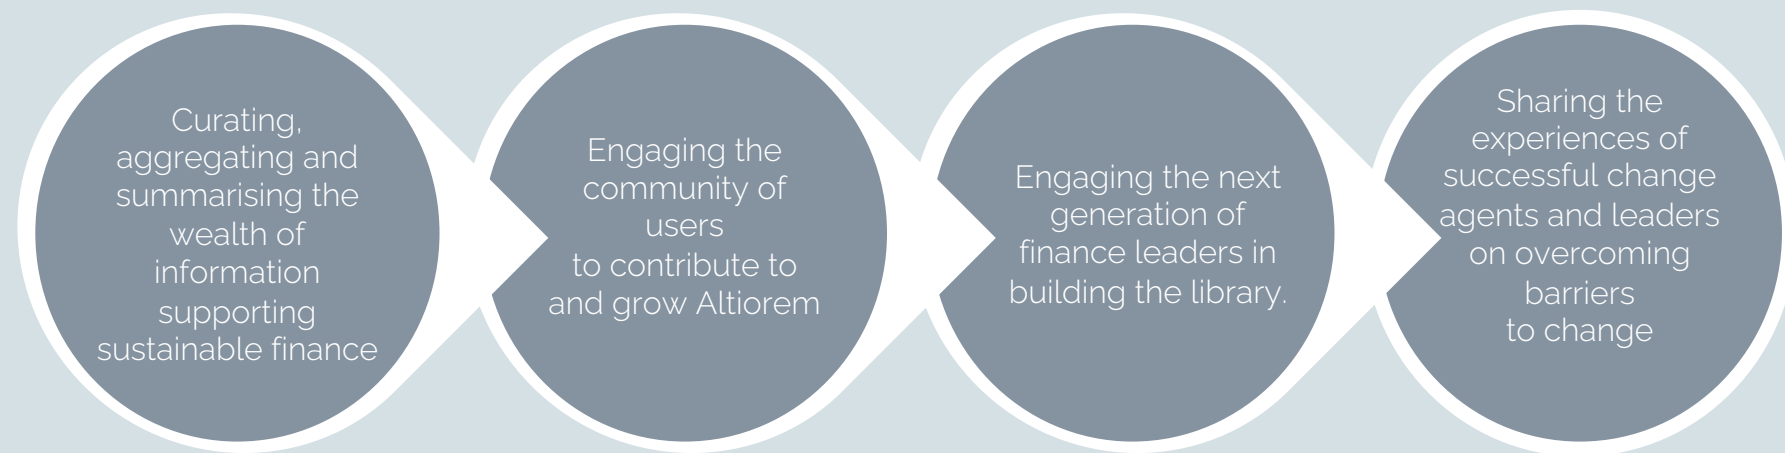 Curating,
aggregating and
summarising the
wealth of
information
supporting
sustainable finance
Engaging the
community of
users
to contribute to
and grow Altiorem
Engaging the next
generation of
finance leaders in
building the library.
Sharing the
experiences of
successful change
agents and leaders
on overcoming
barriers
to change